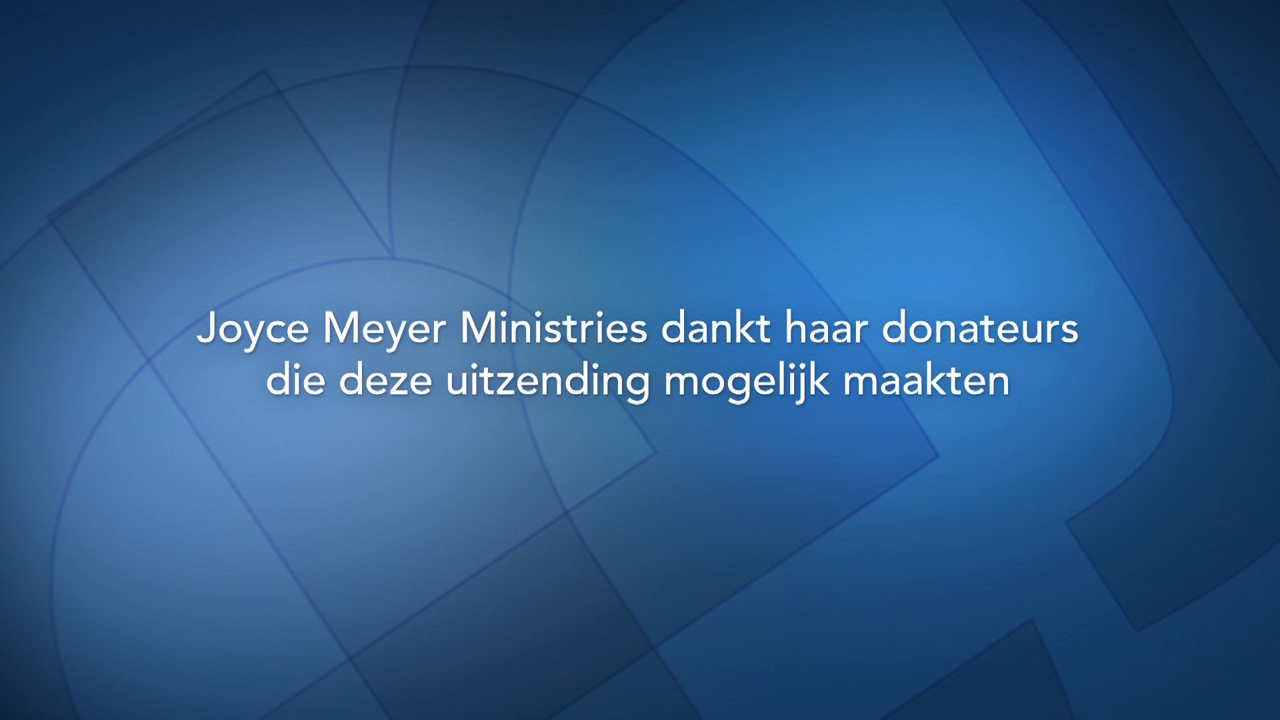 Joyce Meyer Ministries dankt haar donateurs
die deze uitzending mogelijk maakten